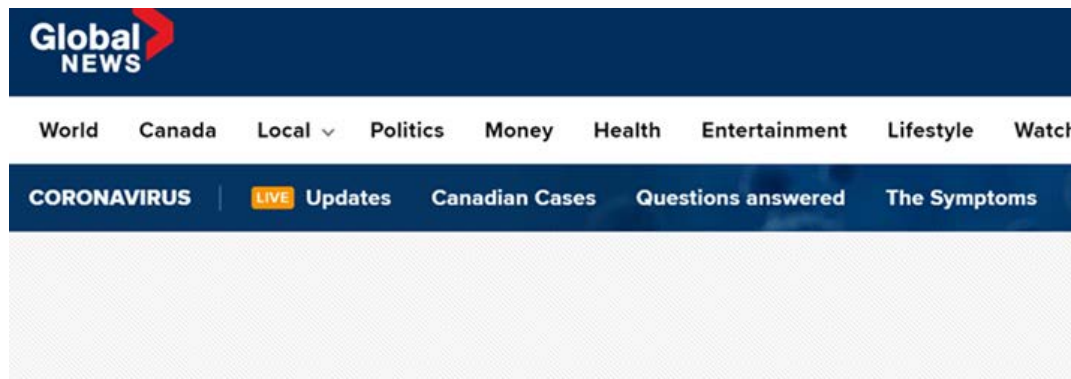 Global
NEWS
World Canada Local Politics Money Health Entertainment Lifestyle Watch
CORONAVIRUS LIVE Updates Canadian Cases Questions answered The Symptoms